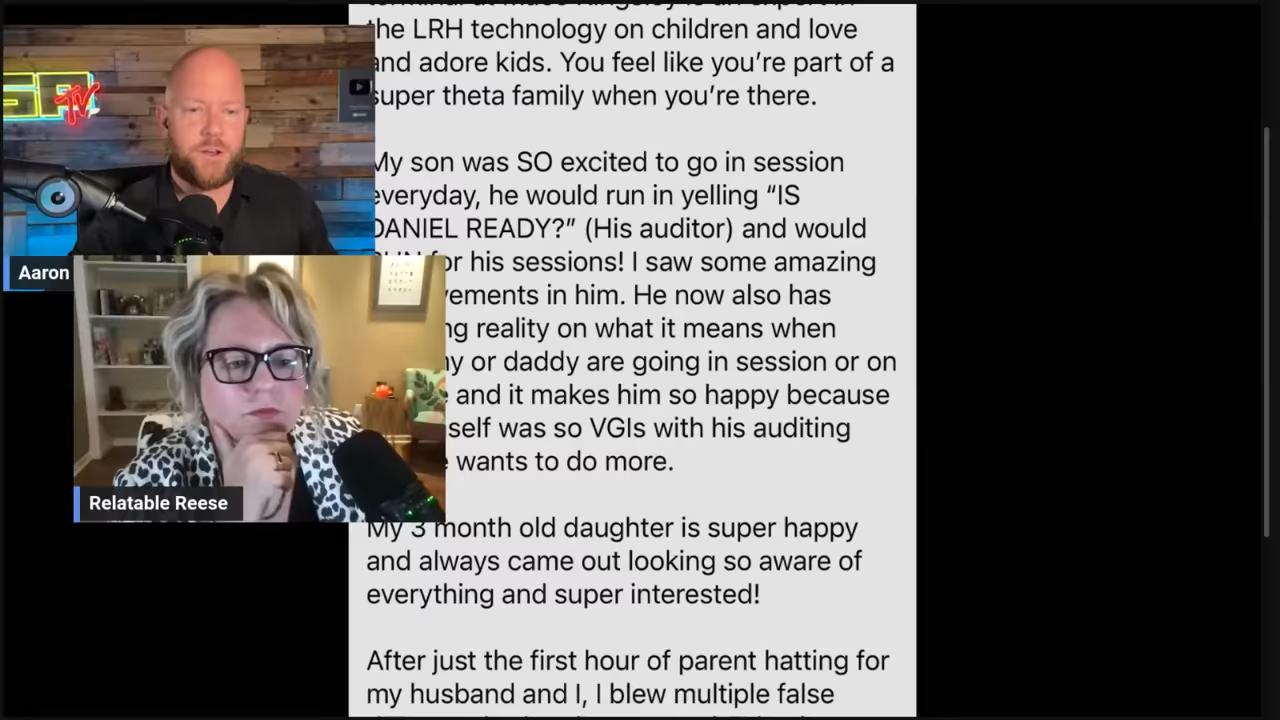 the LRH technology on children and love
and adore kids. You feel like you're part of a
super theta family when you're there.
My son was SO excited to go in session
everyday, he would run in yelling “IS
DANIEL READY?” (His auditor) and would
for his sessions! I saw some amazing
in him. He now also has
reality on what it means when
or daddy are going in session or on
and it makes him so happy because
was so VGIs with his auditing
wants to do more.
My 3 month old daughter is super happy
and always came out looking so aware of
everything and super interested!
After just the first hour of parent hatting for
my husband and I, I blew multiple false
TV
Aaron
Relatable Reese